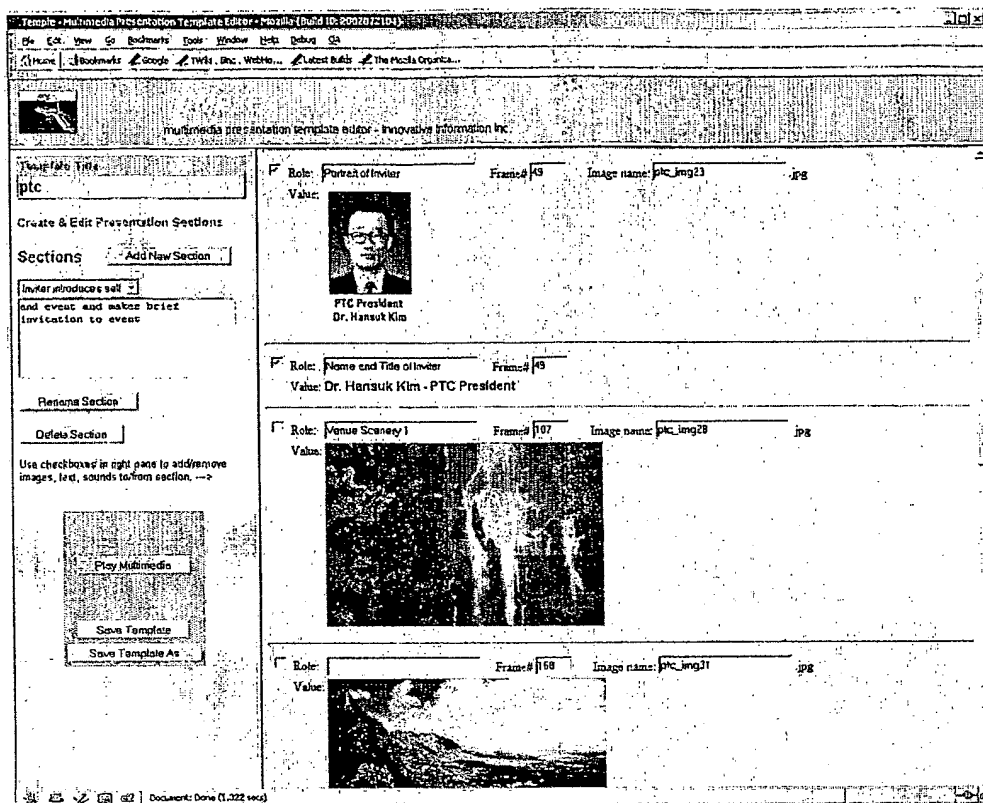 Temple - Multimedia Presentation Template Editor - Mozilla {Build ID: 2002072104}
File Edit View Go Bookmarks Tools Window Help Debug QA
Home Bookmarks Google TWiki . Bnc . WebHo... Latest Builds The Mozilla Organiza...
multimedia presentation template editor - Innovative Information Inc.
Template Title
ptc
Create & Edit Presentation Sections
Sections Add New Section
Inviter introduces self
and event and makes brief
invitation to event
Rename Section
Delete Section
Use checkboxes in right pane to add/remove
images, text, sounds to/from section. --->
Play Multimedia
Save Template
Save Template As
Role: Portrait of Inviter Frame# 49 Image name: ptc_img23 .jpg
Value:
PTC President
Dr. Hansuk Kim
Role: Name and Title of Inviter Frame# 49
Value: Dr. Hansuk Kim - PTC President
Role: Venue Scenery 1 Frame# 107 Image name: ptc_img28 .jpg
Value:
Role: Frame# 168 Image name: ptc_img31 .jpg
Value:
Document: Done (1.322 secs)